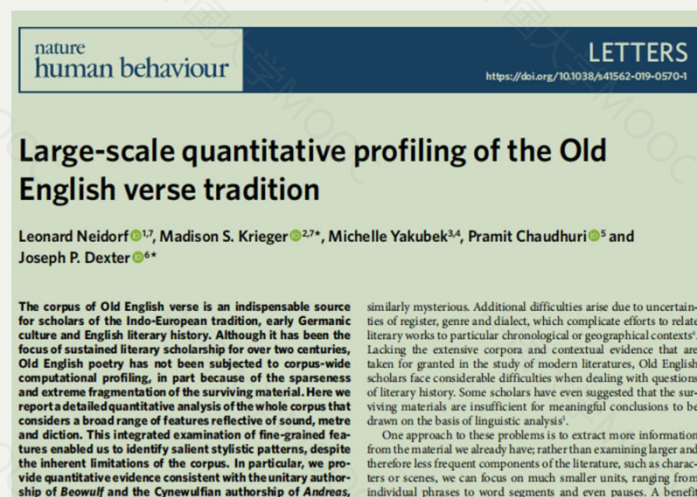 nature
human behaviour
LETTERS
https://doi.org/10.1038/s41562-019-0570-1
Large-scale quantitative profiling of the Old
English verse tradition
Leonard Neidorf 1,7, Madison S. Krieger 2,7*, Michelle Yakubek3,4, Pramit Chaudhuri 5 and
Joseph P. Dexter 6*
The corpus of Old English verse is an indispensable source
for scholars of the Indo-European tradition, early Germanic
culture and English literary history. Although it has been the
focus of sustained literary scholarship for over two centuries,
Old English poetry has not been subjected to corpus-wide
computational profiling, in part because of the sparseness
and extreme fragmentation of the surviving material. Here we
report a detailed quantitative analysis of the whole corpus that
considers a broad range of features reflective of sound, metre
and diction. This integrated examination of fine-grained fea-
tures enabled us to identify salient stylistic patterns, despite
the inherent limitations of the corpus. In particular, we pro-
vide quantitative evidence consistent with the unitary author-
ship of Beowulf and the Cynewulfian authorship of Andreas,
similarly mysterious. Additional difficulties arise due to uncertain-
ties of register, genre and dialect, which complicate efforts to relate
literary works to particular chronological or geographical contexts4.
Lacking the extensive corpora and contextual evidence that are
taken for granted in the study of modern literatures, Old English
scholars face considerable difficulties when dealing with questions
of literary history. Some scholars have even suggested that the sur-
viving materials are insufficient for meaningful conclusions to be
drawn on the basis of linguistic analysis5.
One approach to these problems is to extract more information
from the material we already have; rather than examining larger and
therefore less frequent components of the literature, such as charac-
ters or scenes, we can focus on much smaller units, ranging from
individual phrases to word segments and even pauses. A benefi